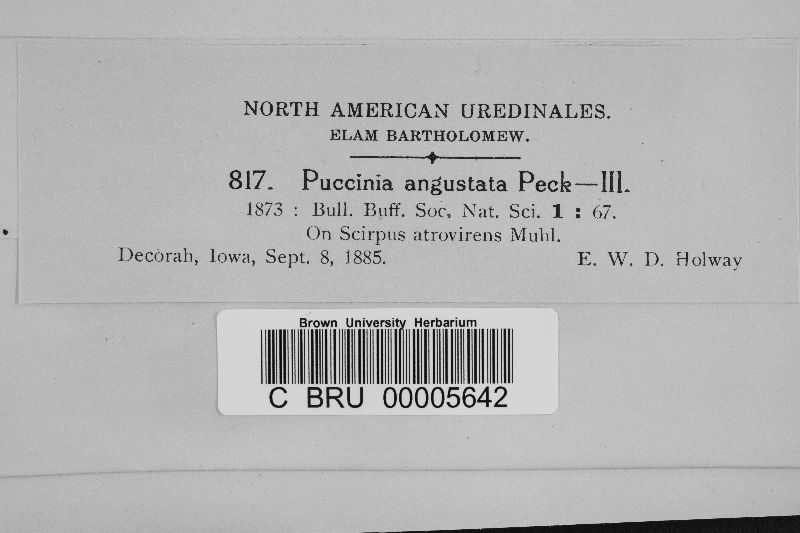 NORTH AMERICAN UREDINALES.
ELAM BARTHOLOMEW.
817. Puccinia angustata Peck—III.
1873 : Bull. Buff. Soc. Nat. Sci. 1 : 67.
On Scirpus atrovirens Muhl.
Decorah, Iowa, Sept. 8, 1885. E. W. D. Holway
Brown University Herbarium
C BRU 00005642